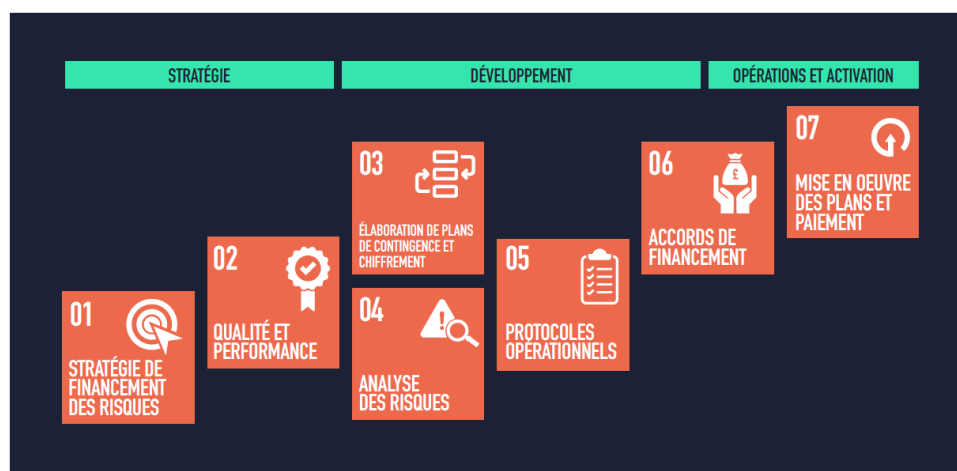 STRATÉGIE
DÉVELOPPEMENT
OPÉRATIONS ET ACTIVATION
01
STRATÉGIE DE
FINANCEMENT
DES RISQUES
02
QUALITÉ ET
PERFORMANCE
03
ÉLABORATION DE PLANS
DE CONTINGENCE ET
CHIFFREMENT
04
ANALYSE
DES RISQUES
05
PROTOCOLES
OPÉRATIONNELS
06
£
ACCORDS DE
FINANCEMENT
07
MISE EN OEUVRE
DES PLANS ET
PAIEMENT